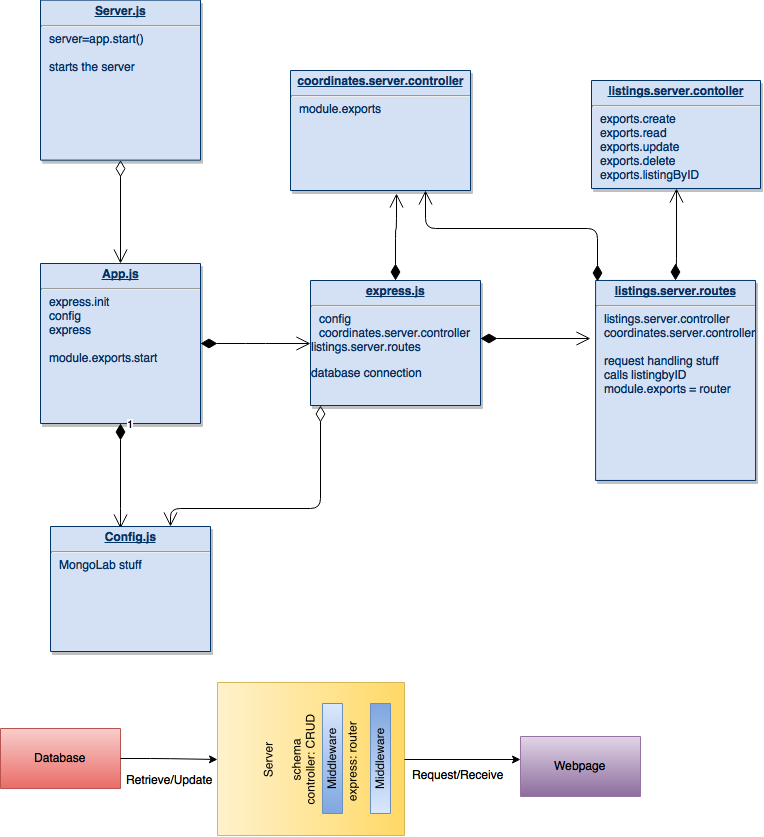 Server.js
server=app.start()
starts the server
coordinates.server.controller
module.exports
listings.server.contoller
exports.create
exports.read
exports.update
exports.delete
exports.listingByID
App.js
express.init
config
express
module.exports.start
1
express.js
config
coordinates.server.controller
listings.server.routes
database connection
listings.server.routes
listings.server.controller
coordinates.server.controller
request handling stuff
calls listingbyID
module.exports = router
Config.js
MongoLab stuff
Database
Retrieve/Update
Server
schema
controller: CRUD
Middleware
express: router
Middleware
Request/Receive
Webpage